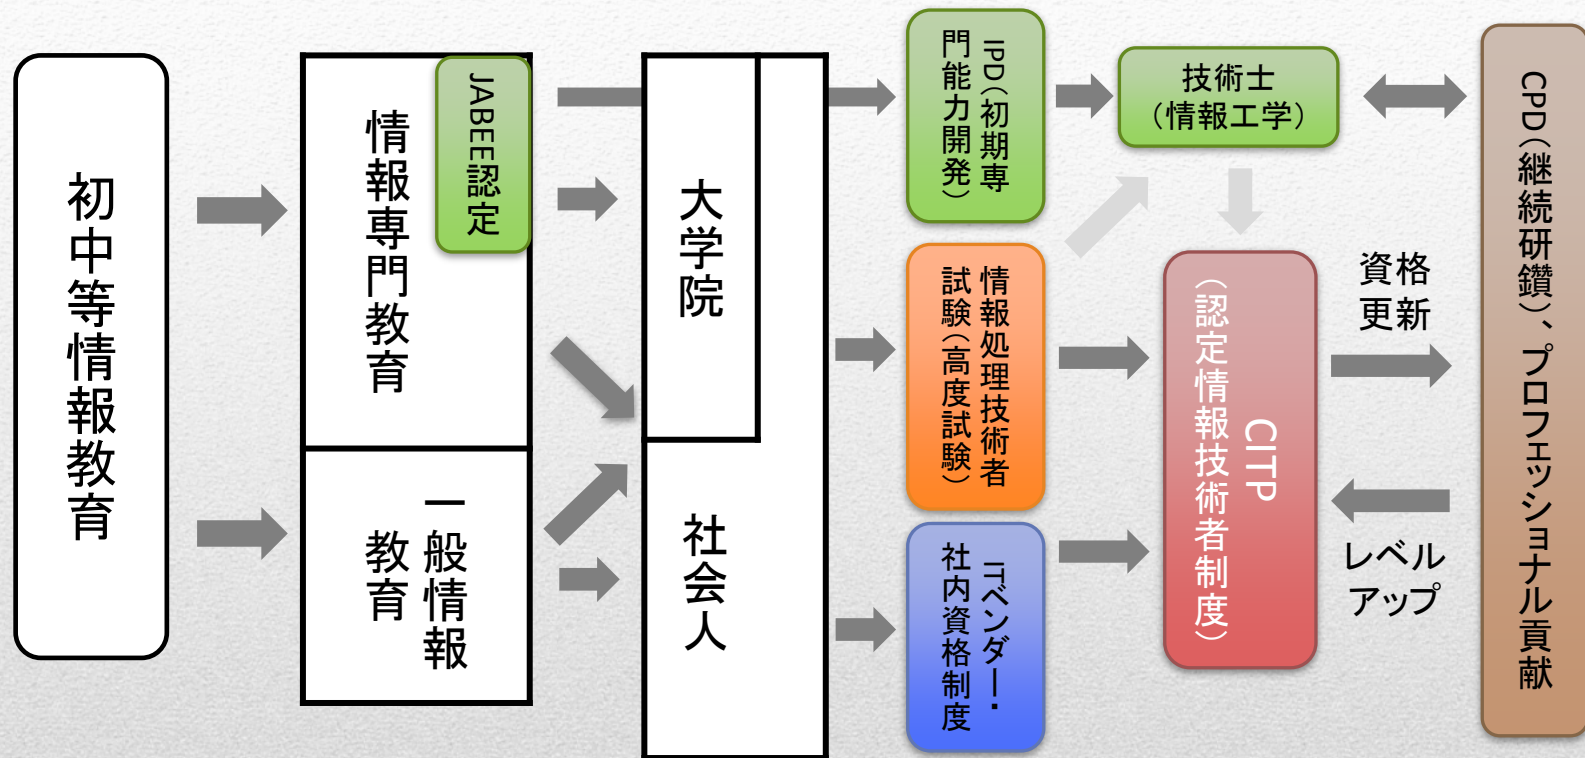 初中等情報教育
情報専門教育
JABEE認定
一般情報
教育
大学院
社会人
IPD(初期専
門能力開発)
情報処理技術者
試験(高度試験)
ITベンダー・
社内資格制度
技術士
(情報工学)
CITP
(認定情報技術者制度)
資格
更新
レベル
アップ
CPD(継続研鑽)、プロフェッショナル貢献